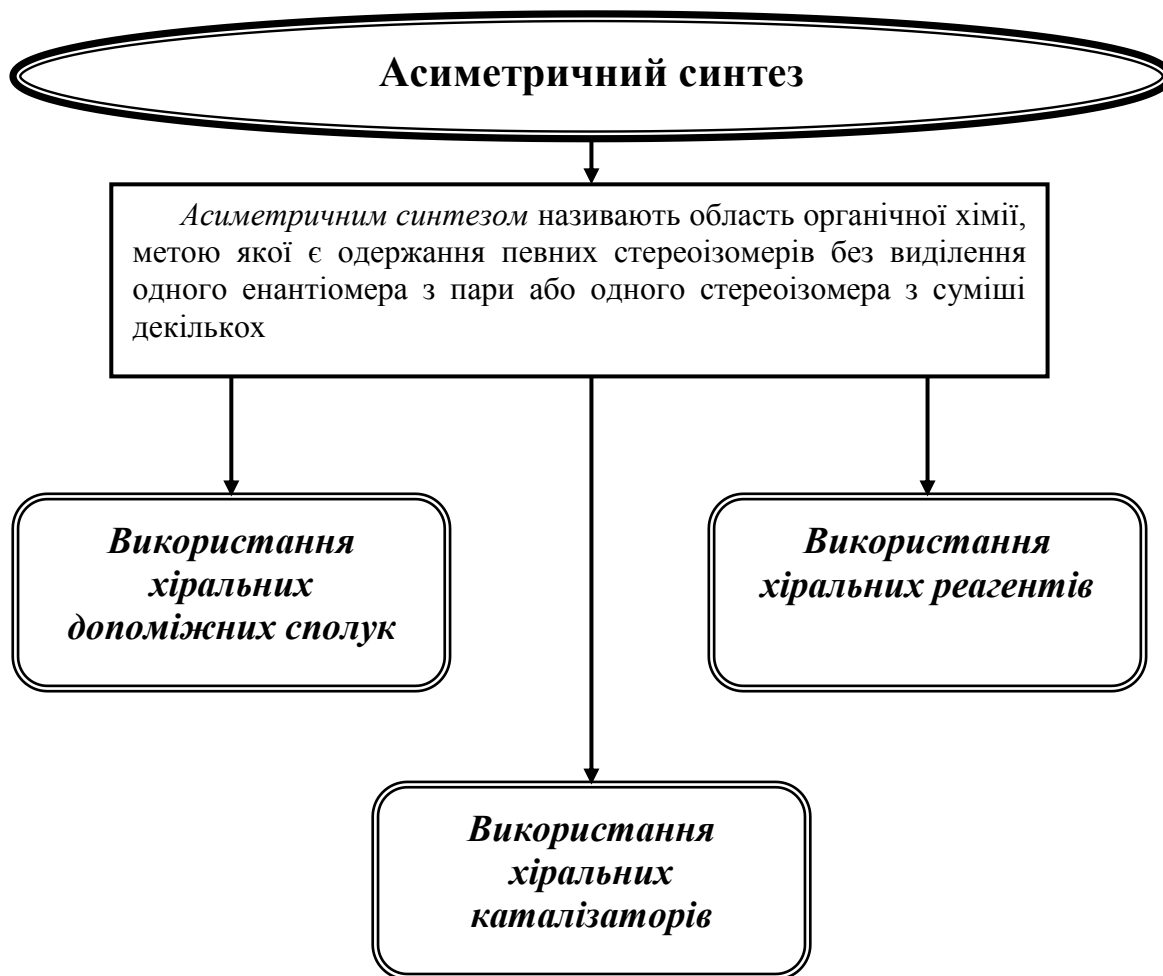 Асиметричний синтез
Асиметричним синтезом називають область органічної хімії,
метою якої є одержання певних стереоізомерів без виділення
одного енантіомера з пари або одного стереоізомера з суміші
декількох
Використання
хіральних
допоміжних сполук
Використання
хіральних реагентів
Використання
хіральних
каталізаторів